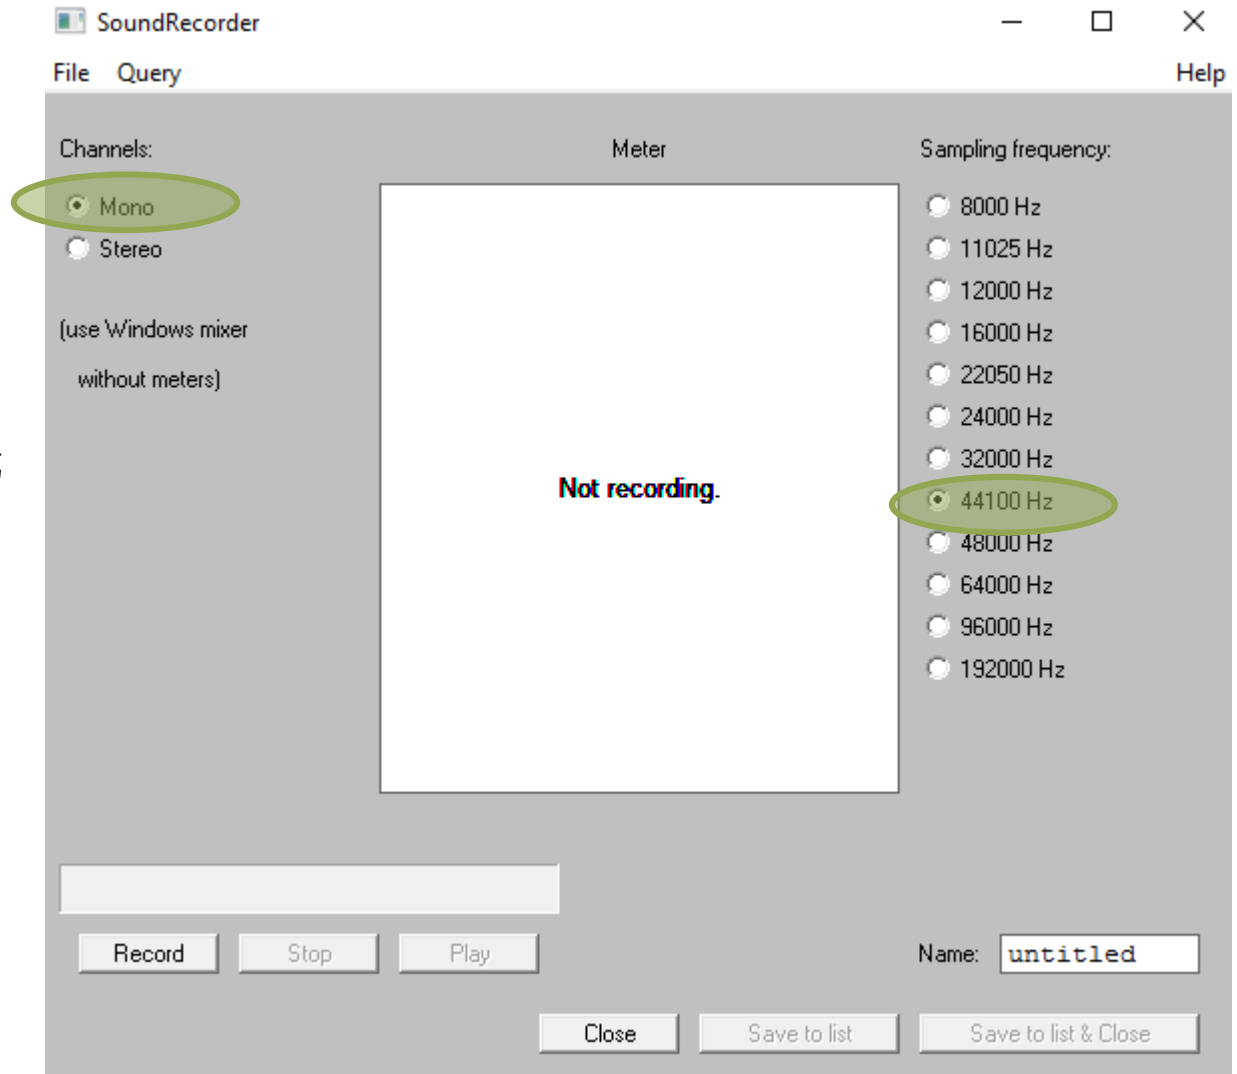 SoundRecorder
File Query Help
Channels:
Mono
Stereo
(use Windows mixer
without meters)
Meter
Not recording.
Sampling frequency:
8000 Hz
11025 Hz
12000 Hz
16000 Hz
22050 Hz
24000 Hz
32000 Hz
44100 Hz
48000 Hz
64000 Hz
96000 Hz
192000 Hz
Record Stop Play
Name: untitled
Close Save to list Save to list & Close